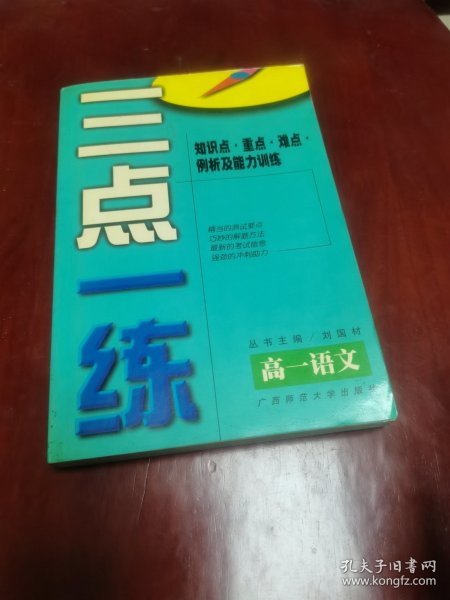 三点一练
知识点·重点·难点·
例析及能力训练
精当的测试要点
巧妙的解题方法
最新的考试信息
强劲的冲刺助力
丛书主编/刘国材
高一语文
广西师范大学出版社
孔夫子旧书网
www.kongfz.com